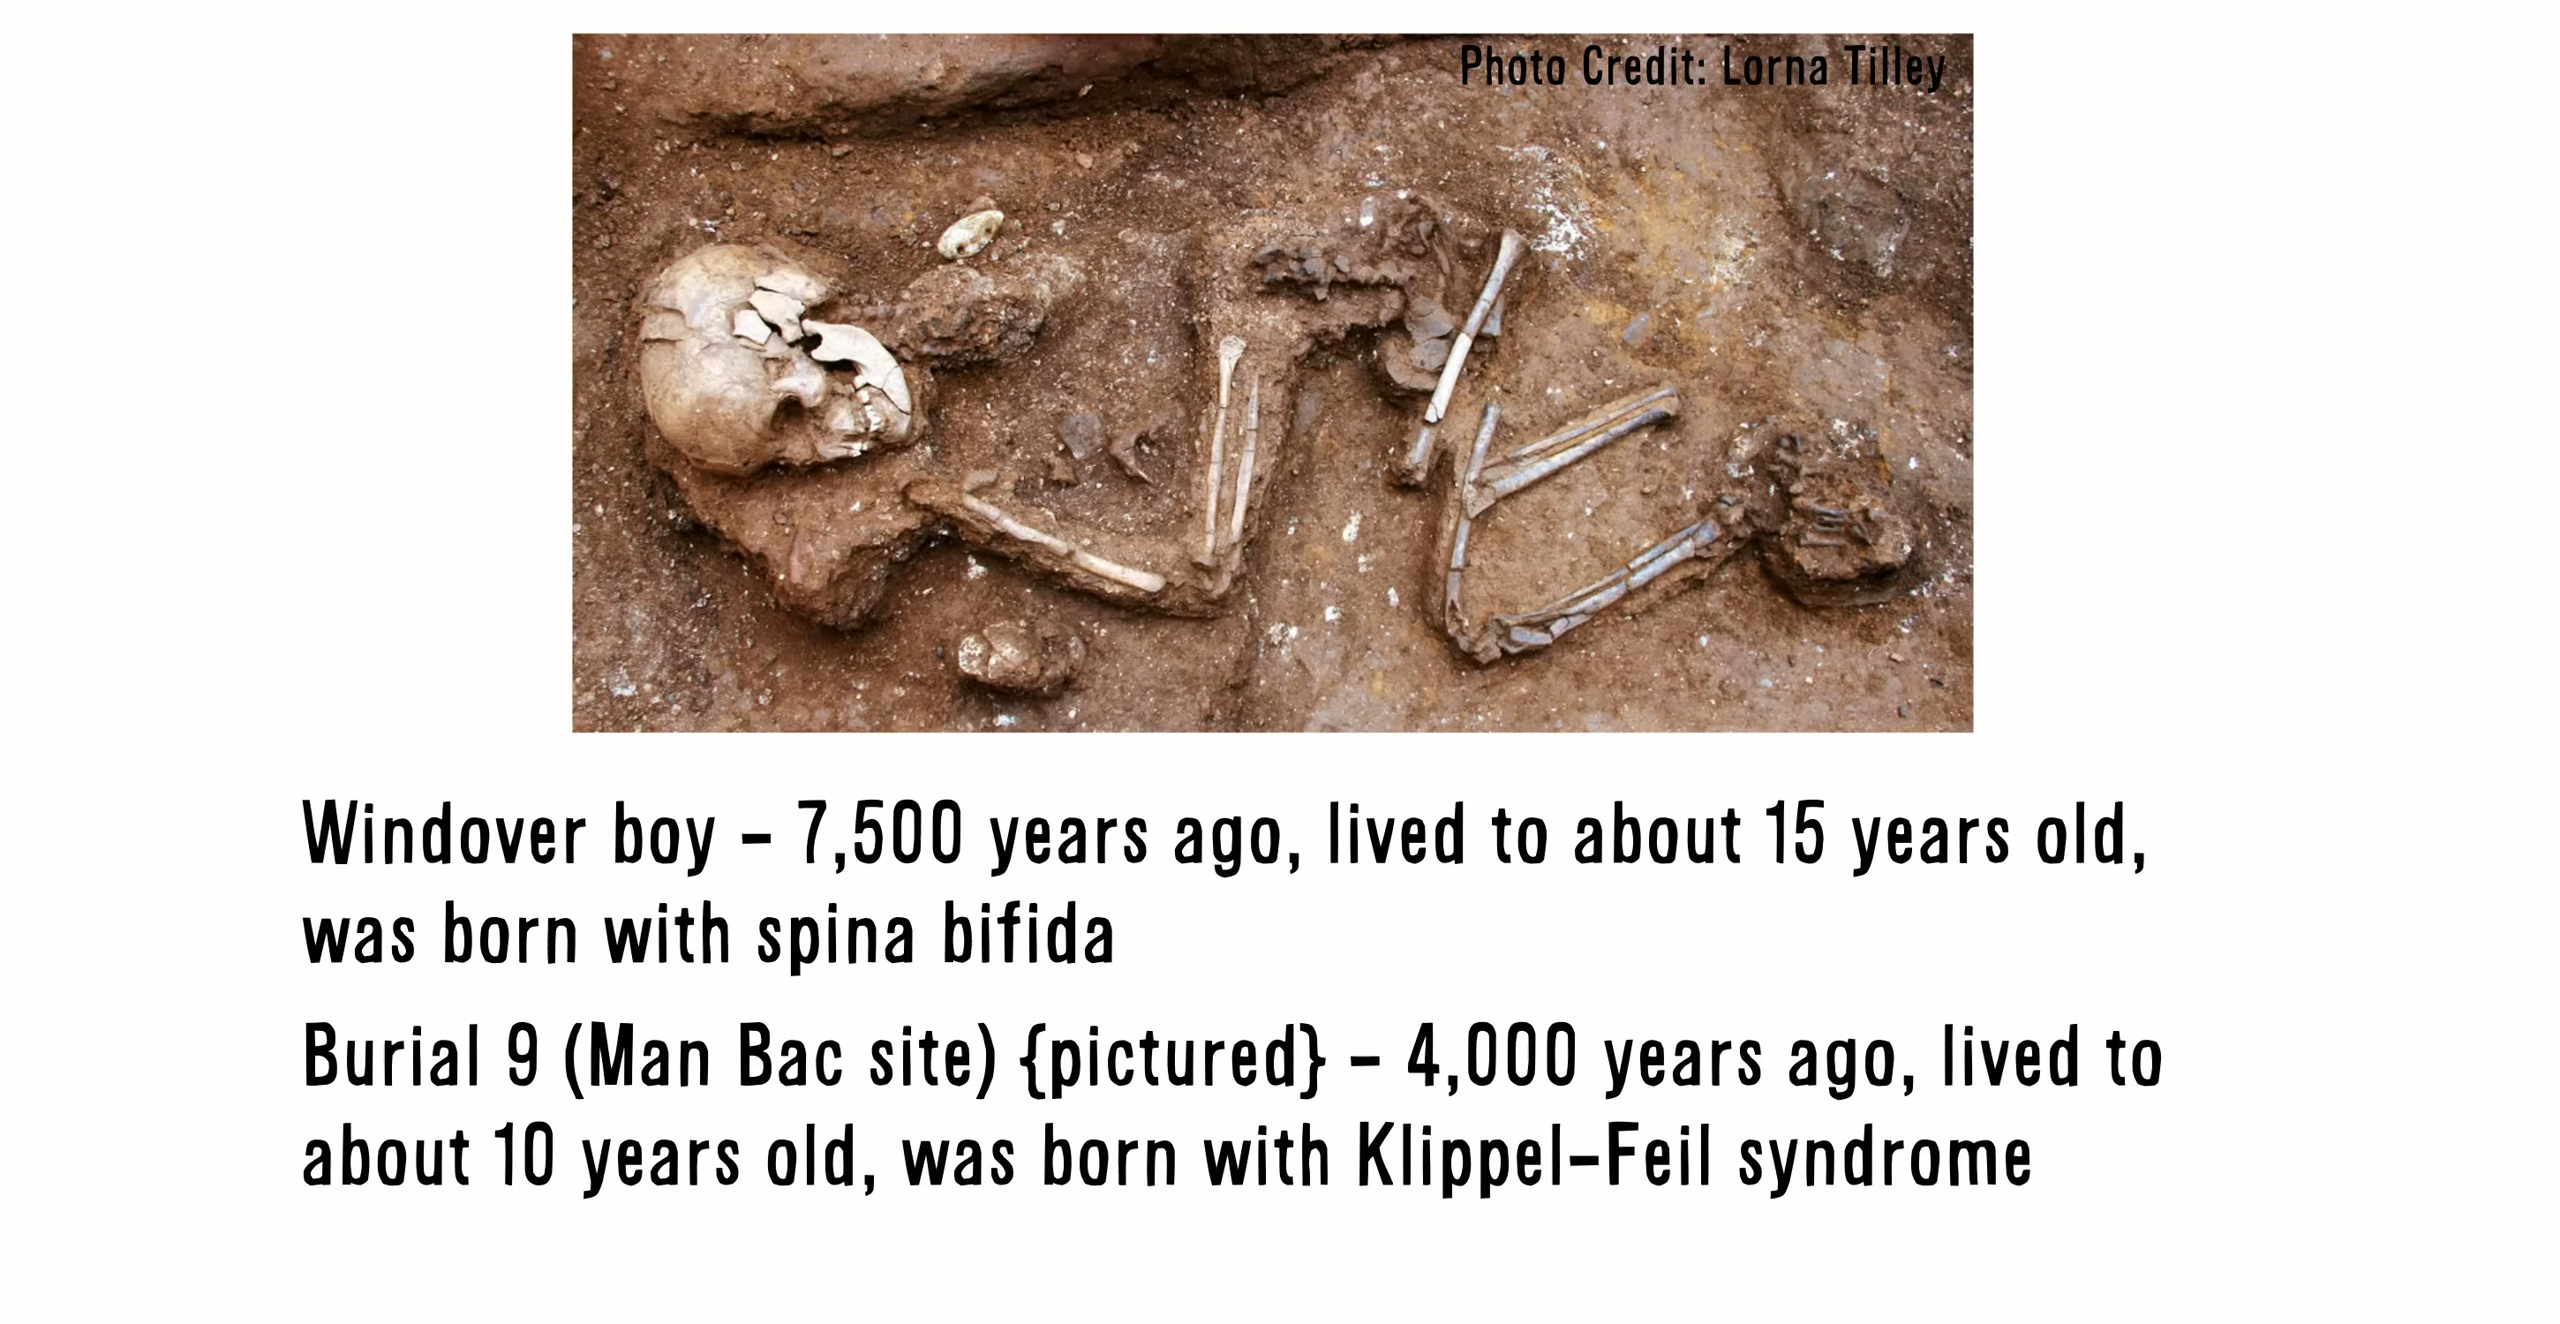 Photo Credit: Lorna Tilley
Windover boy - 7,500 years ago, lived to about 15 years old,
was born with spina bifida
Burial 9 (Man Bac site) {pictured} - 4,000 years ago, lived to
about 10 years old, was born with Klippel-Feil syndrome